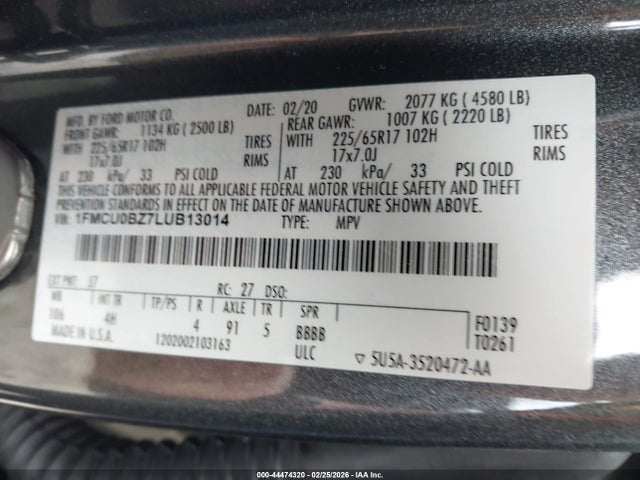 MFD. BY FORD MOTOR CO.
DATE: 02/20 GVWR: 2077 KG ( 4580 LB)
FRONT GAWR: 1134 KG ( 2500 LB) REAR GAWR: 1007 KG ( 2220 LB)
WITH 225/65R17 102H TIRES WITH 225/65R17 102H TIRES
17x7.0J RIMS 17x7.0J RIMS
AT 230 kPa/ 33 PSI COLD AT 230 kPa/ 33 PSI COLD
THIS VEHICLE CONFORMS TO ALL APPLICABLE FEDERAL MOTOR VEHICLE SAFETY AND THEFT
PREVENTION STANDARDS IN EFFECT ON THE DATE OF MANUFACTURE SHOWN ABOVE.
VIN: 1FMCU0BZ7LUB13014 TYPE: MPV
EXT PNT: J7 RC: 27 DSO:
WB INT TR TP/PS R AXLE TR SPR
106 4H 4 91 5 BBBB
MADE IN U.S.A. 1202002103163 ULC
F0139
T0261
▽ 5U5A-3520472-AA
000-44474320 - 02/25/2026 - IAA Inc.